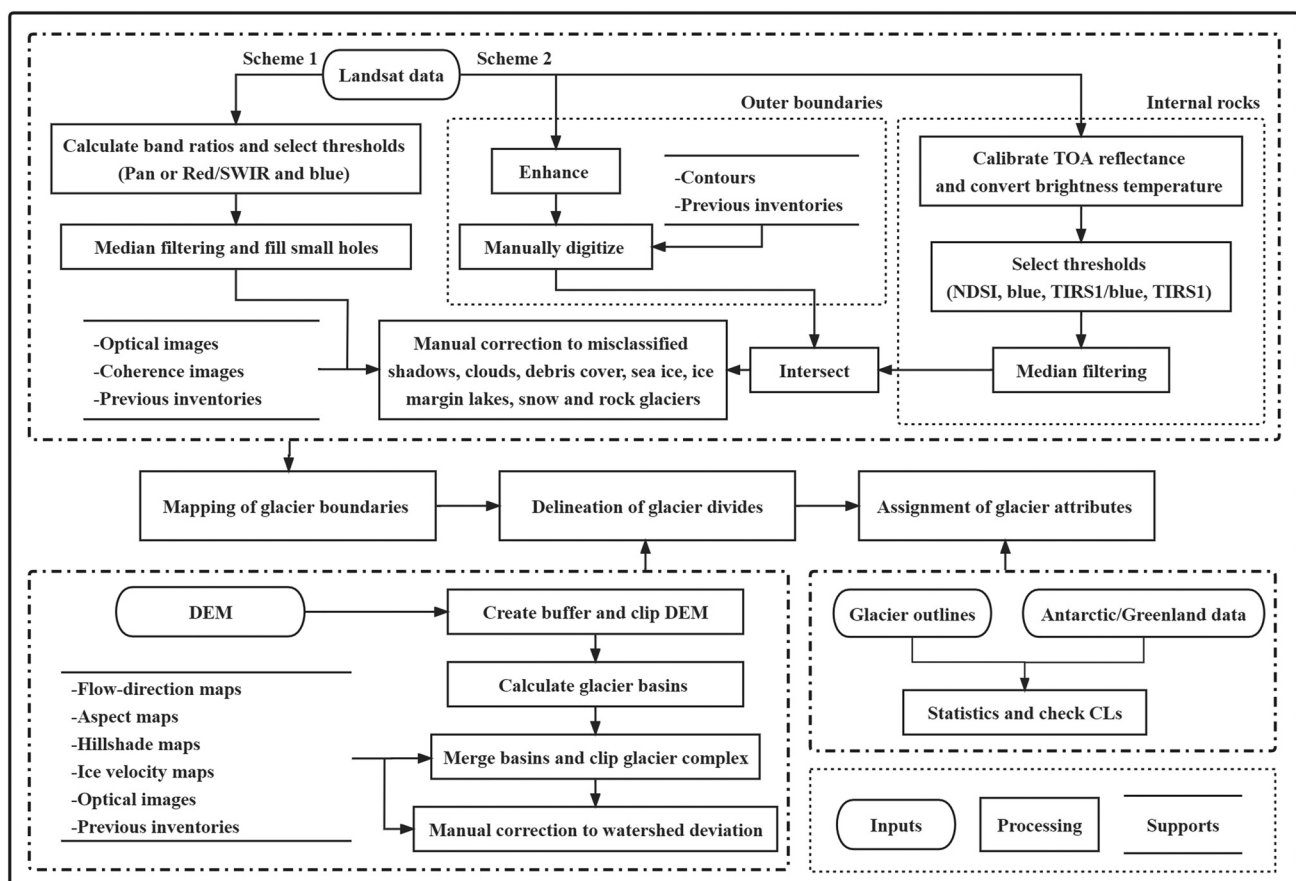 Scheme 1
Landsat data
Scheme 2
Outer boundaries
Internal rocks
Calculate band ratios and select thresholds
(Pan or Red/SWIR and blue)
Median filtering and fill small holes
Enhance
-Contours
-Previous inventories
Manually digitize
Calibrate TOA reflectance
and convert brightness temperature
Select thresholds
(NDSI, blue, TIRS1/blue, TIRS1)
Median filtering
Intersect
-Optical images
-Coherence images
-Previous inventories
Manual correction to misclassified
shadows, clouds, debris cover, sea ice, ice
margin lakes, snow and rock glaciers
Mapping of glacier boundaries
Delineation of glacier divides
Assignment of glacier attributes
DEM
Create buffer and clip DEM
Calculate glacier basins
-Flow-direction maps
-Aspect maps
-Hillshade maps
-Ice velocity maps
-Optical images
-Previous inventories
Merge basins and clip glacier complex
Manual correction to watershed deviation
Glacier outlines
Antarctic/Greenland data
Statistics and check CLs
Inputs
Processing
Supports